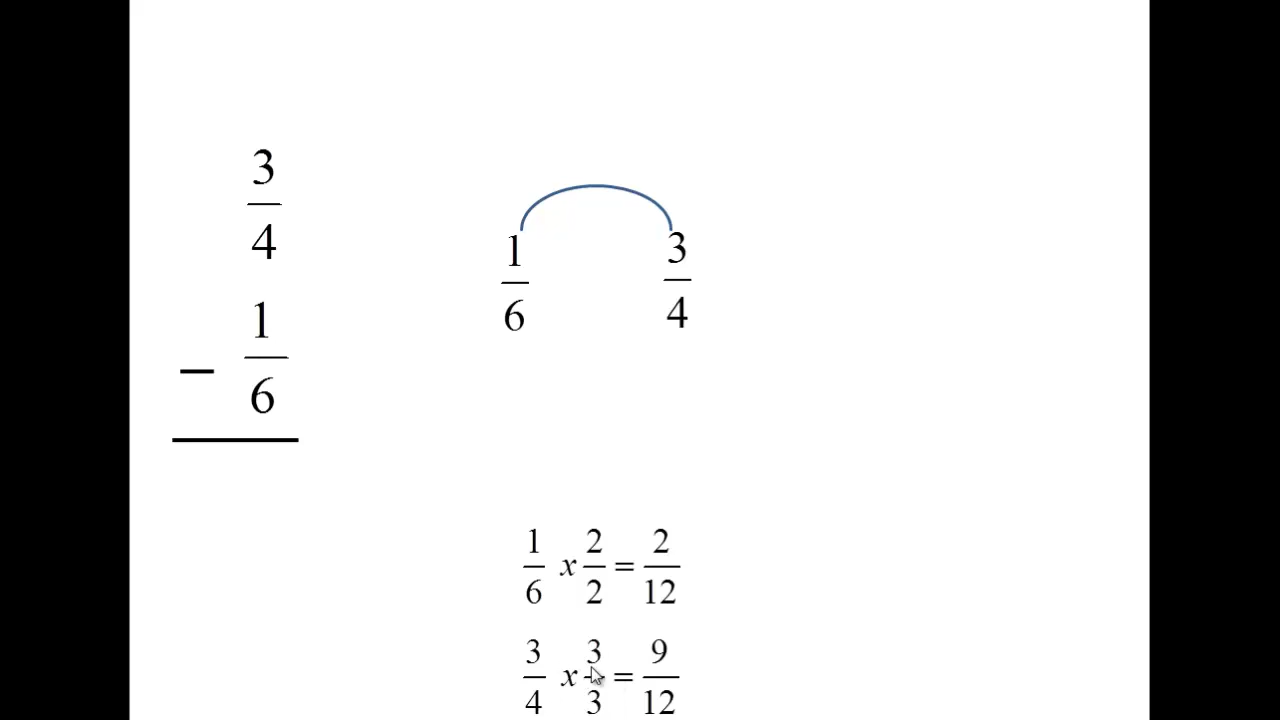 3/4
− 1/6
1/6 3/4
1/6 x 2/2 = 2/12
3/4 x 3/3 = 9/12